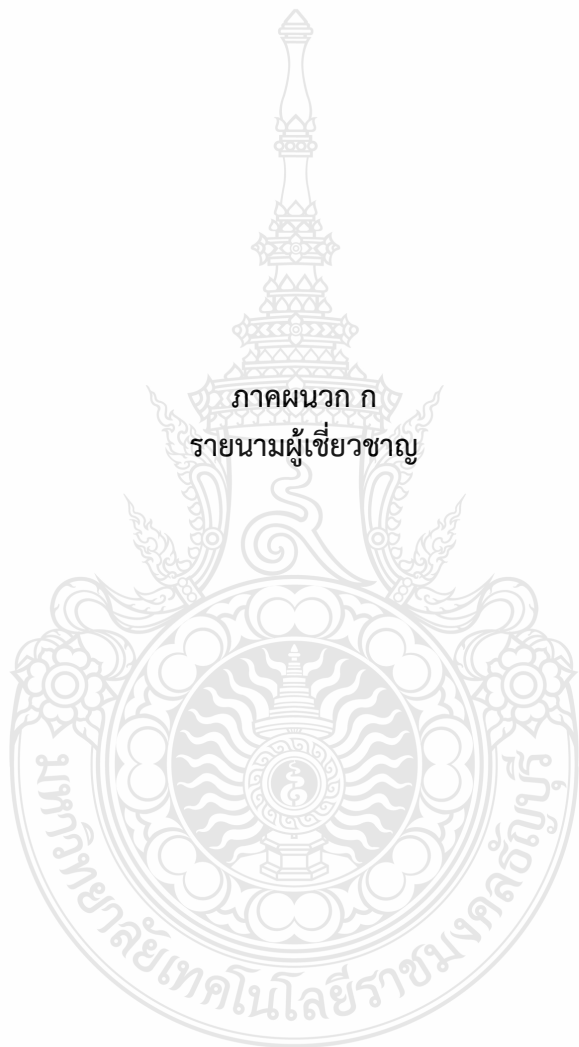 ภาคผนวก ก
รายนามผู้เชี่ยวชาญ
มหาวิทยาลัยเทคโนโลยีราชมงคลธัญบุรี